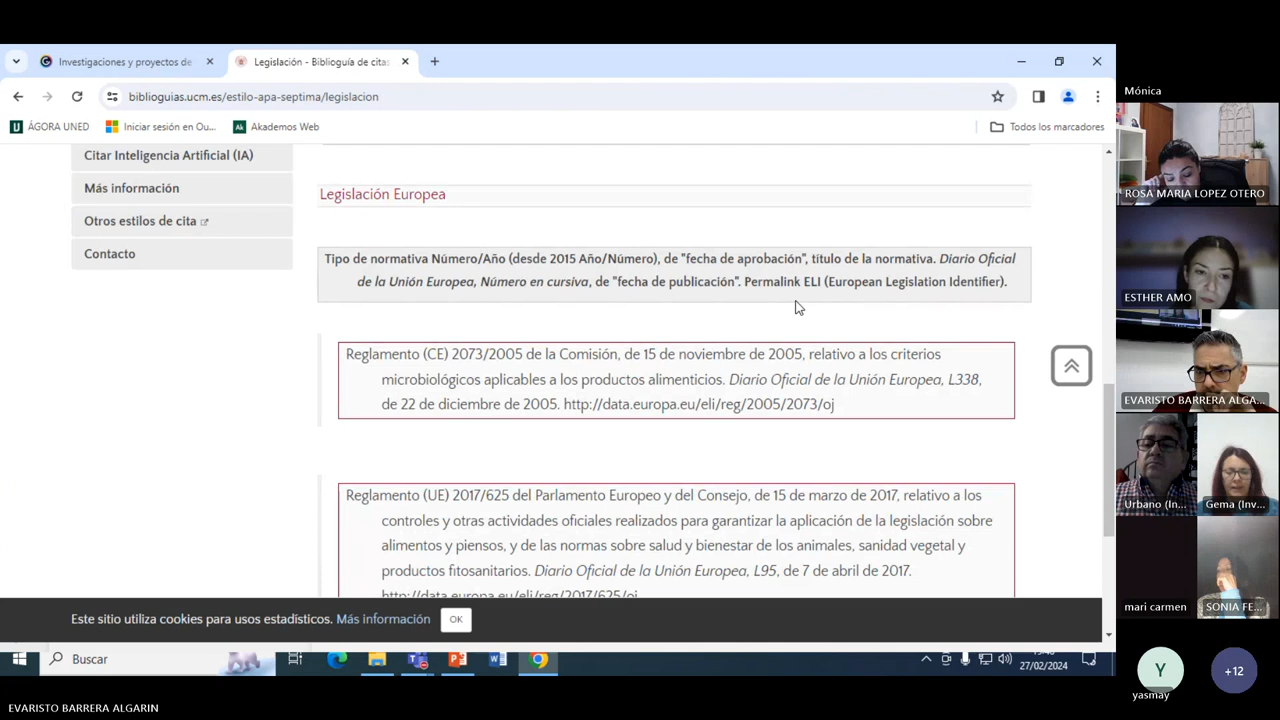 Investigaciones y proyectos de
Legislación - Biblioguía de cita:
biblioguias.ucm.es/estilo-apa-septima/legislacion
ÁGORA UNED
Iniciar sesión en Ou...
Akademos Web
Todos los marcadores
Citar Inteligencia Artificial (IA)
Más información
Otros estilos de cita
Contacto
Legislación Europea
Tipo de normativa Número/Año (desde 2015 Año/Número), de "fecha de aprobación", título de la normativa. Diario Oficial
de la Unión Europea, Número en cursiva, de "fecha de publicación". Permalink ELI (European Legislation Identifier).
Reglamento (CE) 2073/2005 de la Comisión, de 15 de noviembre de 2005, relativo a los criterios
microbiológicos aplicables a los productos alimenticios. Diario Oficial de la Unión Europea, L338,
de 22 de diciembre de 2005. http://data.europa.eu/eli/reg/2005/2073/oj
Reglamento (UE) 2017/625 del Parlamento Europeo y del Consejo, de 15 de marzo de 2017, relativo a los
controles y otras actividades oficiales realizados para garantizar la aplicación de la legislación sobre
alimentos y piensos, y de las normas sobre salud y bienestar de los animales, sanidad vegetal y
productos fitosanitarios. Diario Oficial de la Unión Europea, L95, de 7 de abril de 2017.
http://data.europa.eu/eli/reg/2017/625/oj
Este sitio utiliza cookies para usos estadísticos. Más información
OK
Buscar
27/02/2024
Mónica
ROSA MARIA LOPEZ OTERO
ESTHER AMO
EVARISTO BARRERA ALGAR...
Urbano (In...
Gema (Inv...
mari carmen
SONIA FE...
Y
yasmay
+12
EVARISTO BARRERA ALGARIN